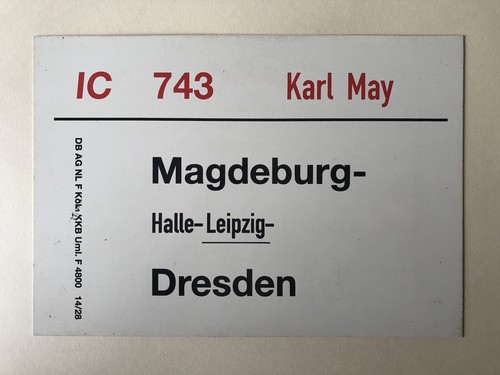 IC 743 Karl May
Magdeburg-
Halle-Leipzig-
Dresden
DB AG NL F Köln KKB Uml. F 4800 14/28